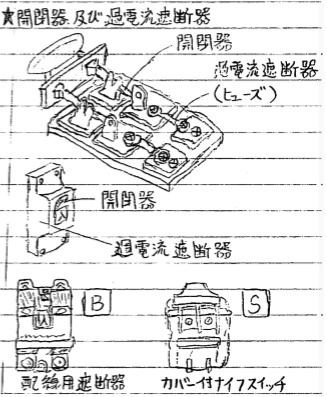 ★開閉器及び過電流遮断器
開閉器
過電流遮断器
(ヒューズ)
開閉器
過電流遮断器
B
S
配線用遮断器
カバー付ナイフスイッチ